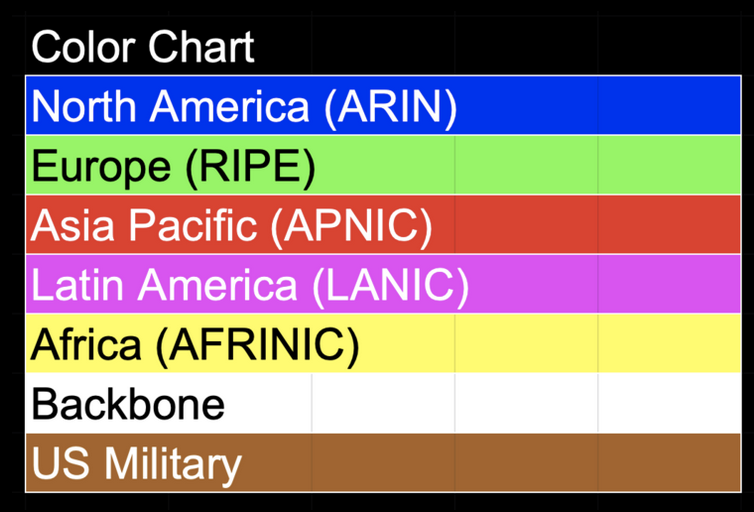 Color Chart
North America (ARIN)
Europe (RIPE)
Asia Pacific (APNIC)
Latin America (LANIC)
Africa (AFRINIC)
Backbone
US Military